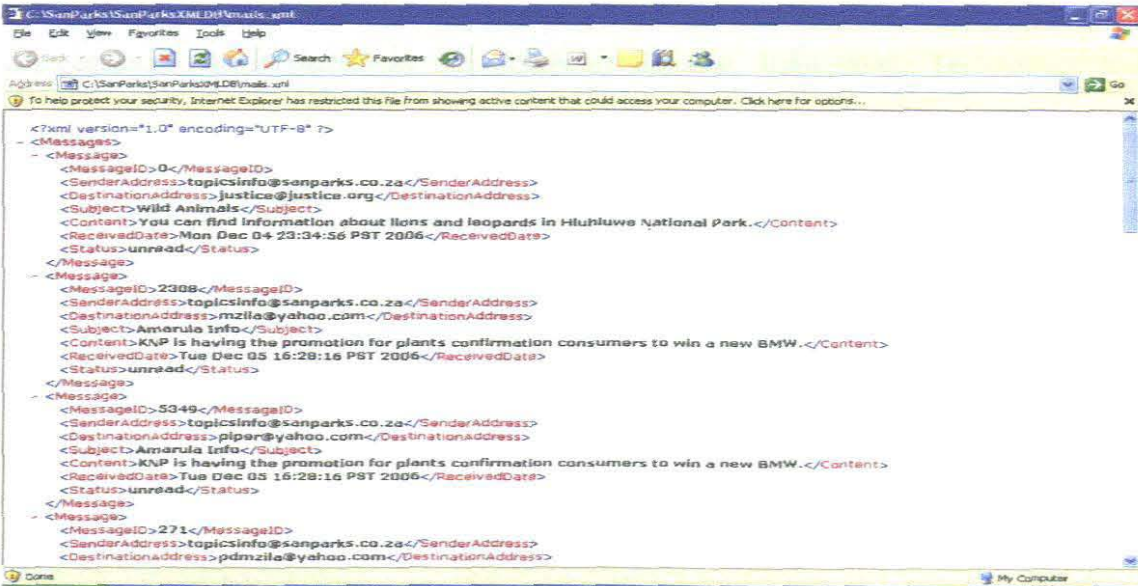 C:\SanParks\SanParksXMLDB\mails.xml
File Edit View Favorites Tools Help
Back Search Favorites
Address C:\SanParks\SanParksXMLDB\mails.xml Go
To help protect your security, Internet Explorer has restricted this file from showing active content that could access your computer. Click here for options...
<?xml version="1.0" encoding="UTF-8" ?>
- <Messages>
- <Message>
<MessageID>0</MessageID>
<SenderAddress>topicsinfo@sanparks.co.za</SenderAddress>
<DestinationAddress>justice@justice.org</DestinationAddress>
<Subject>Wild Animals</Subject>
<Content>You can find information about lions and leopards in Hluhluwe National Park.</Content>
<ReceivedDate>Mon Dec 04 23:34:56 PST 2006</ReceivedDate>
<Status>unread</Status>
</Message>
- <Message>
<MessageID>2308</MessageID>
<SenderAddress>topicsinfo@sanparks.co.za</SenderAddress>
<DestinationAddress>mzila@yahoo.com</DestinationAddress>
<Subject>Amarula Info</Subject>
<Content>KNP is having the promotion for plants confirmation consumers to win a new BMW.</Content>
<ReceivedDate>Tue Dec 05 16:28:16 PST 2006</ReceivedDate>
<Status>unread</Status>
</Message>
- <Message>
<MessageID>5349</MessageID>
<SenderAddress>topicsinfo@sanparks.co.za</SenderAddress>
<DestinationAddress>piper@yahoo.com</DestinationAddress>
<Subject>Amarula Info</Subject>
<Content>KNP is having the promotion for plants confirmation consumers to win a new BMW.</Content>
<ReceivedDate>Tue Dec 05 16:28:16 PST 2006</ReceivedDate>
<Status>unread</Status>
</Message>
- <Message>
<MessageID>271</MessageID>
<SenderAddress>topicsinfo@sanparks.co.za</SenderAddress>
<DestinationAddress>pdmzila@yahoo.com</DestinationAddress>
Done My Computer